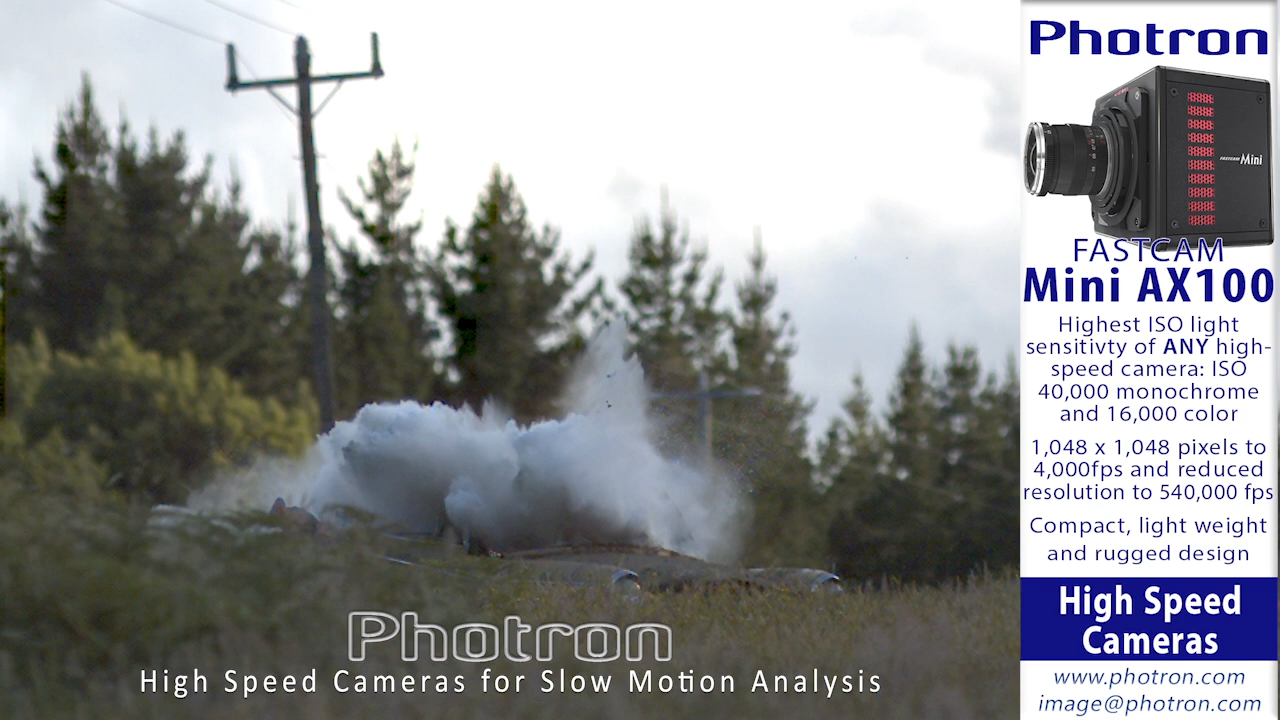 Photron
High Speed Cameras for Slow Motion Analysis
Photron
FASTCAM Mini
FASTCAM
Mini AX100
Highest ISO light
sensitivty of ANY high-
speed camera: ISO
40,000 monochrome
and 16,000 color
1,048 x 1,048 pixels to
4,000fps and reduced
resolution to 540,000 fps
Compact, light weight
and rugged design
High Speed
Cameras
www.photron.com
image@photron.com